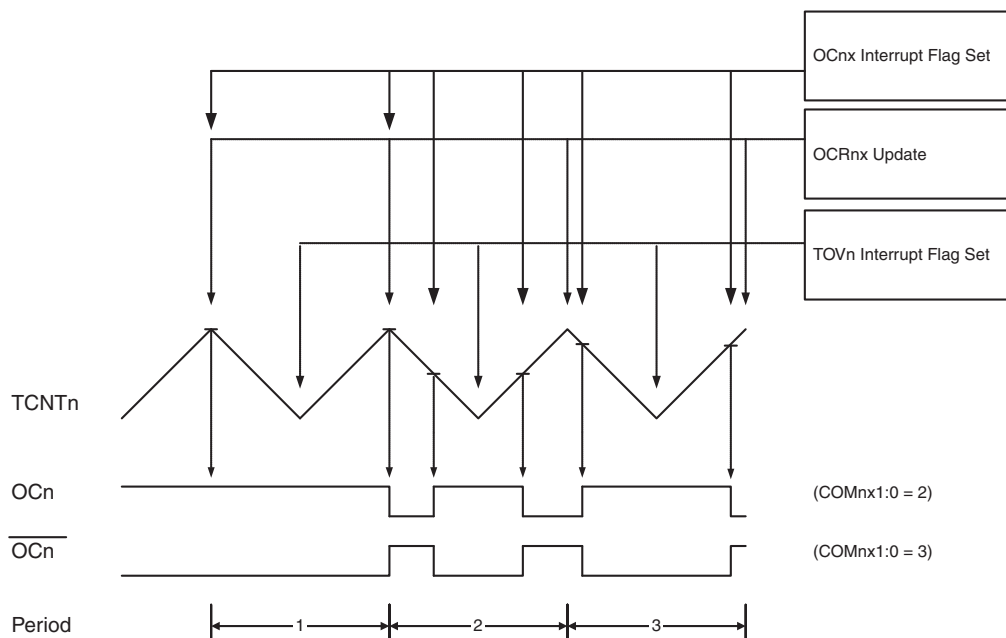 OCnx Interrupt Flag Set
OCRnx Update
TOVn Interrupt Flag Set
TCNTn
OCn
(COMnx1:0 = 2)
OCn
(COMnx1:0 = 3)
Period
1
2
3